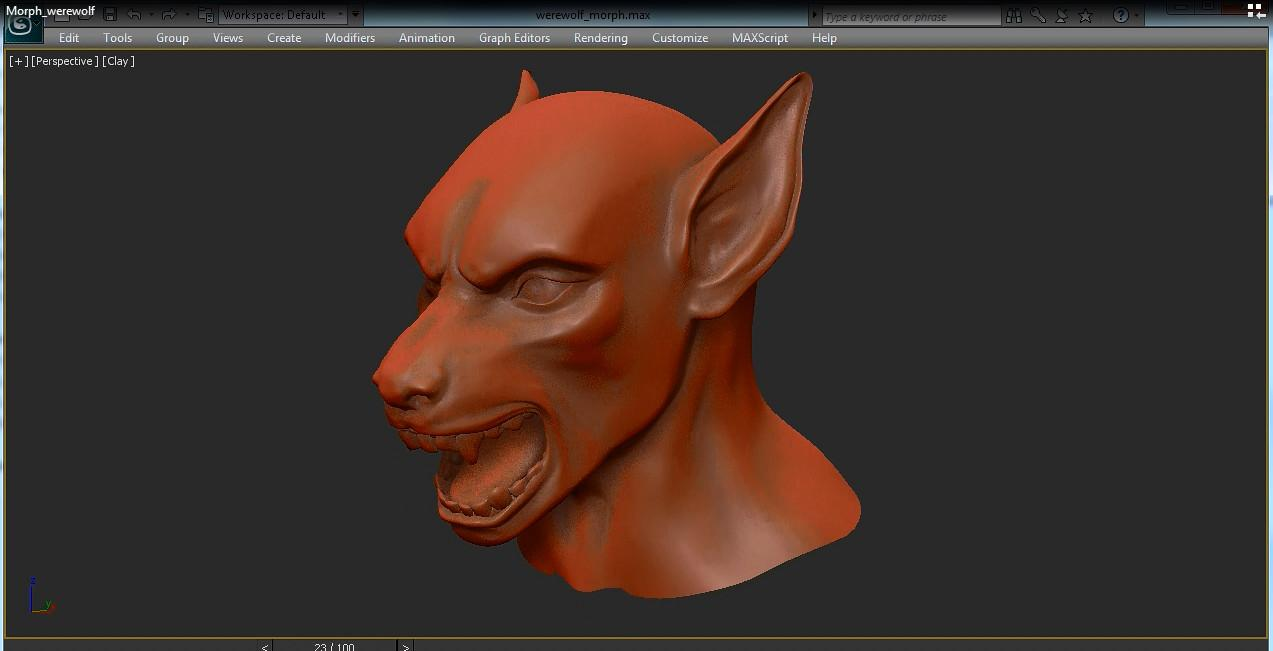 Morph_werewolf
Workspace: Default
werewolf_morph.max
Type a keyword or phrase
Edit Tools Group Views Create Modifiers Animation Graph Editors Rendering Customize MAXScript Help
[+] [Perspective] [Clay]
z
y
< 23 / 100 >